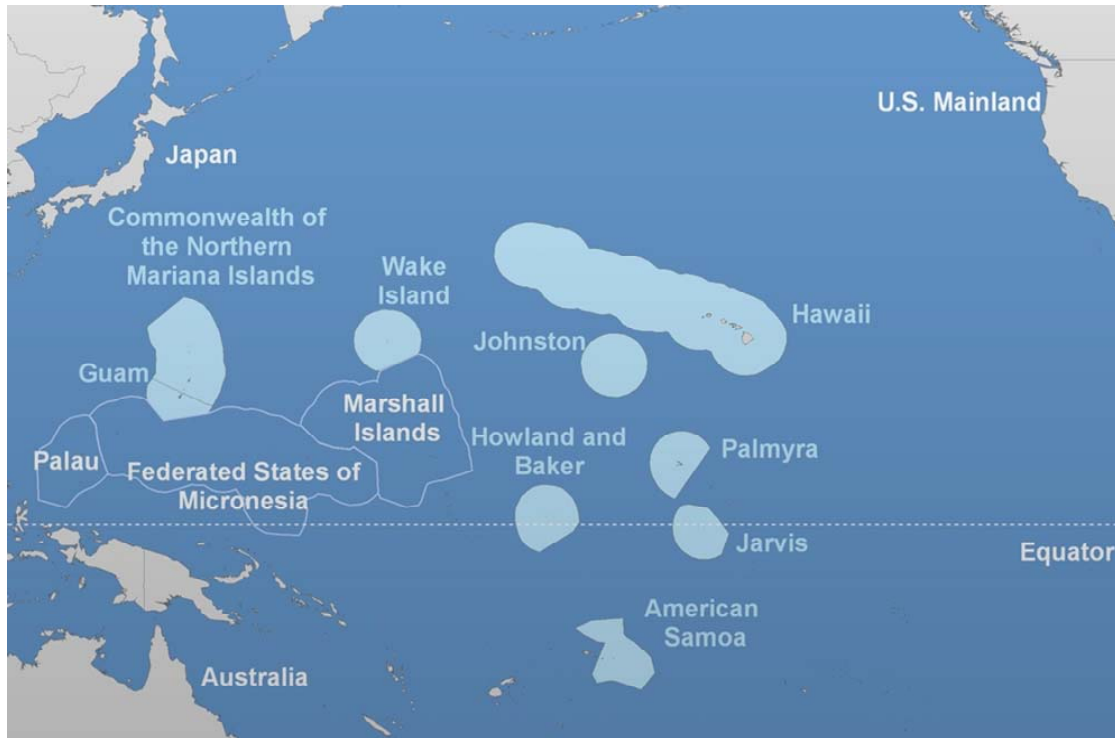 U.S. Mainland
Japan
Commonwealth of
the Northern
Mariana Islands
Wake
Island
Hawaii
Johnston
Guam
Marshall
Islands
Howland and
Baker
Palmyra
Palau
Federated States of
Micronesia
Jarvis
Equator
American
Samoa
Australia